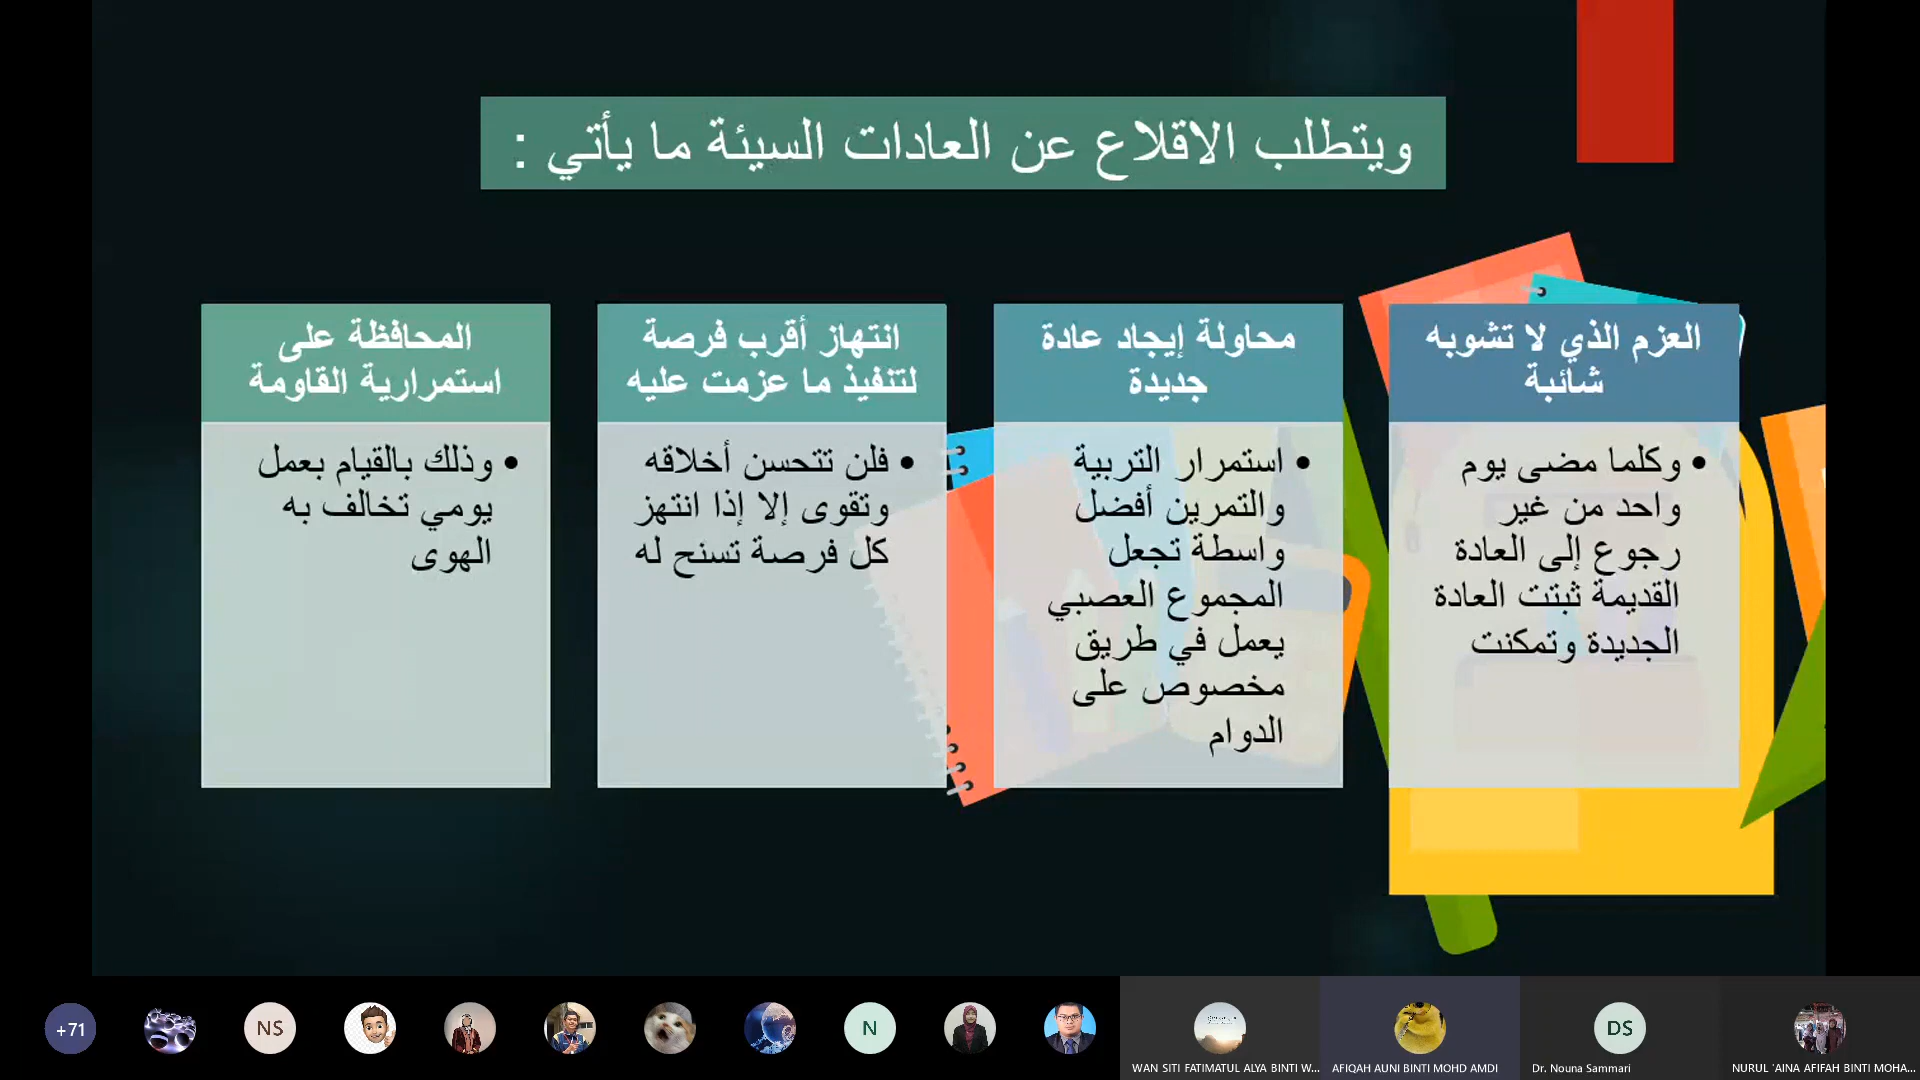 ويتطلب الاقلاع عن العادات السيئة ما يأتي :
العزم الذي لا تشوبه
شائبة
• وكلما مضى يوم
واحد من غير
رجوع إلى العادة
القديمة ثبتت العادة
الجديدة وتمكنت
محاولة إيجاد عادة
جديدة
• استمرار التربية
والتمرين أفضل
واسطة تجعل
المجموع العصبي
يعمل في طريق
مخصوص على
الدوام
انتهاز أقرب فرصة
لتنفيذ ما عزمت عليه
• فلن تتحسن أخلاقه
وتقوى إلا إذا انتهز
كل فرصة تسنح له
المحافظة على
استمرارية القاومة
• وذلك بالقيام بعمل
يومي تخالف به
الهوى
+71
NS
N
DS
WAN SITI FATIMATUL ALYA BINTI W...
AFIQAH AUNI BINTI MOHD AMDI
Dr. Nouna Sammari
NURUL 'AINA AFIFAH BINTI MOHA...